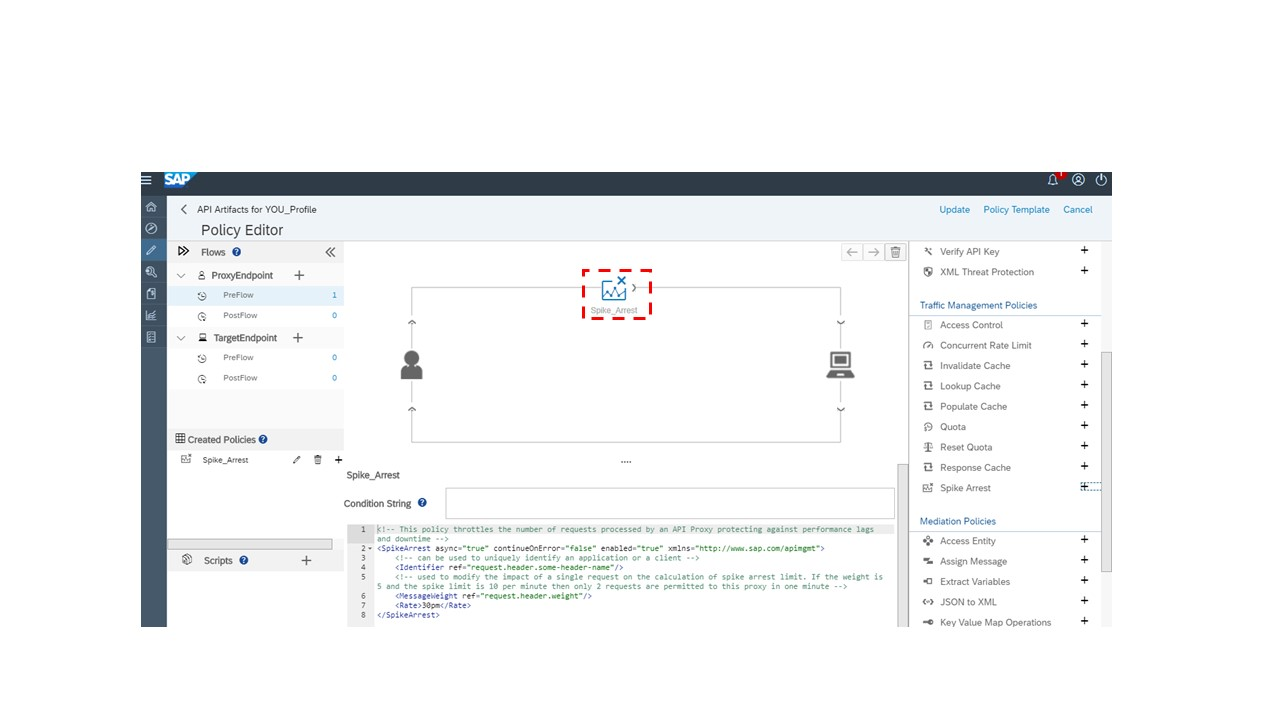 SAP
1
API Artifacts for YOU_Profile
Update Policy Template Cancel
Policy Editor
Flows ?
ProxyEndpoint +
PreFlow 1
PostFlow 0
TargetEndpoint +
PreFlow 0
PostFlow 0
Created Policies ?
Spike_Arrest +
Scripts ? +
Spike_Arrest
....
Spike_Arrest
Condition String ?
1 <!-- This policy throttles the number of requests processed by an API Proxy protecting against performance lags
and downtime -->
2 <SpikeArrest async="true" continueOnError="false" enabled="true" xmlns="http://www.sap.com/apimgmt">
3 <!-- can be used to uniquely identify an application or a client -->
4 <Identifier ref="request.header.some-header-name"/>
5 <!-- used to modify the impact of a single request on the calculation of spike arrest limit. If the weight is
5 and the spike limit is 10 per minute then only 2 requests are permitted to this proxy in one minute -->
6 <MessageWeight ref="request.header.weight"/>
7 <Rate>30pm</Rate>
8 </SpikeArrest>
Verify API Key +
XML Threat Protection +
Traffic Management Policies
Access Control +
Concurrent Rate Limit +
Invalidate Cache +
Lookup Cache +
Populate Cache +
Quota +
Reset Quota +
Response Cache +
Spike Arrest +
Mediation Policies
Access Entity +
Assign Message +
Extract Variables +
JSON to XML +
Key Value Map Operations +